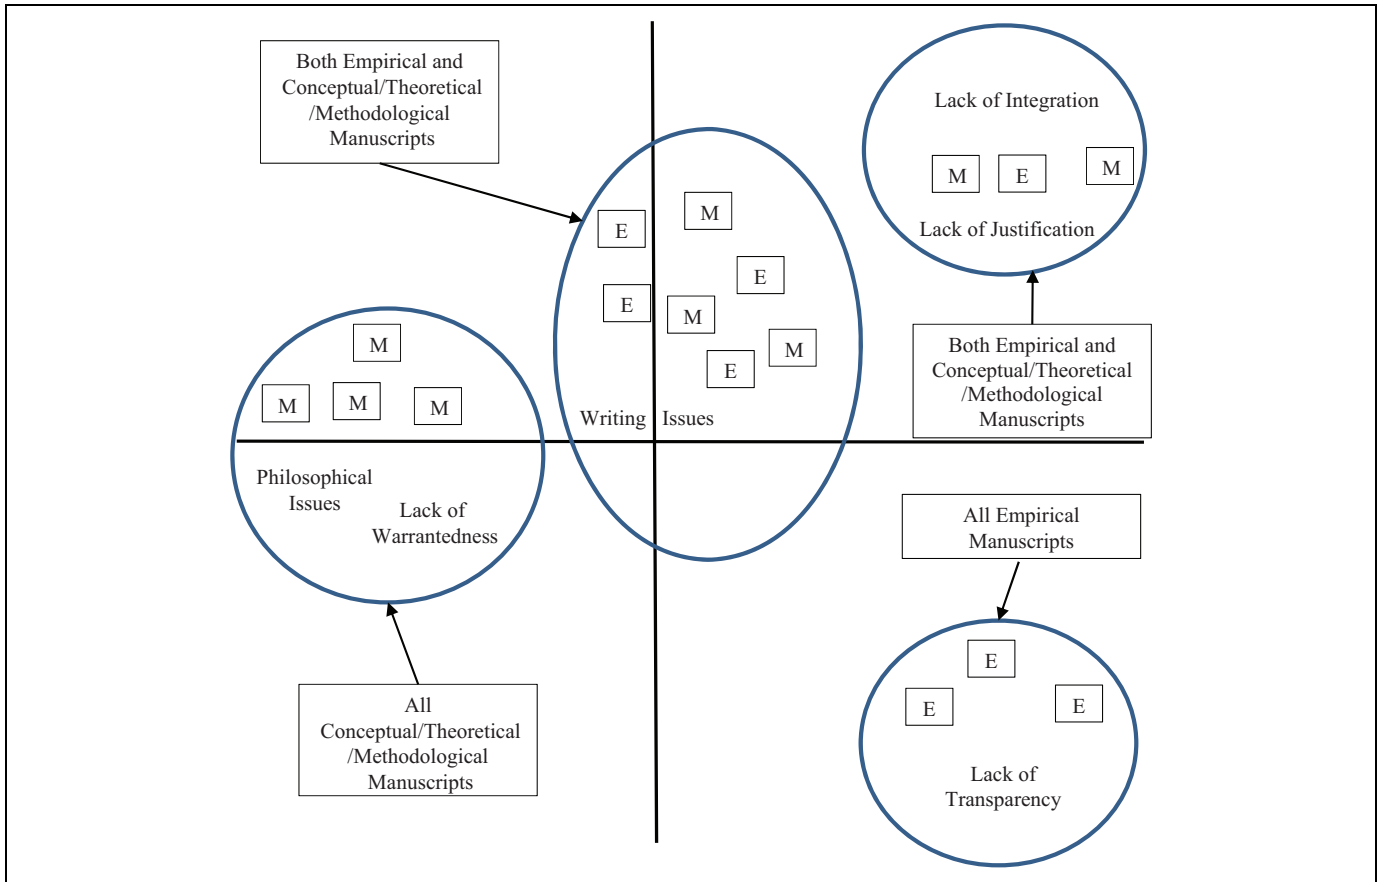 Both Empirical and
Conceptual/Theoretical
/Methodological
Manuscripts
Lack of Integration
M
E
M
Lack of Justification
Both Empirical and
Conceptual/Theoretical
/Methodological
Manuscripts
E
M
E
E
M
M
E
Writing Issues
M
M
M
M
Philosophical
Issues
Lack of
Warrantedness
All
Conceptual/Theoretical
/Methodological
Manuscripts
All Empirical
Manuscripts
E
E
E
Lack of
Transparency